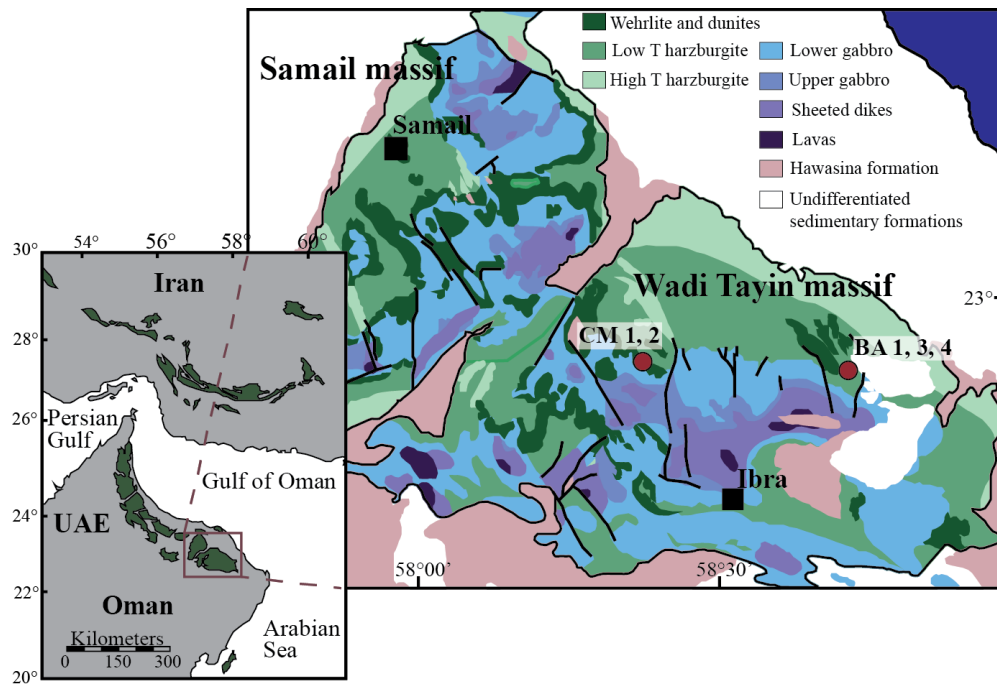 Samail massif
Samail
Wehrlite and dunites
Low T harzburgite
High T harzburgite
Lower gabbro
Upper gabbro
Sheeted dikes
Lavas
Hawasina formation
Undifferentiated
sedimentary formations
Wadi Tayin massif
23°
CM 1, 2
BA 1, 3, 4
Ibra
58°00'
58°30'
54°
56°
58°
60°
30°
28°
26°
24°
22°
20°
Iran
Persian
Gulf
Gulf of Oman
UAE
Oman
Arabian
Sea
Kilometers
0 150 300